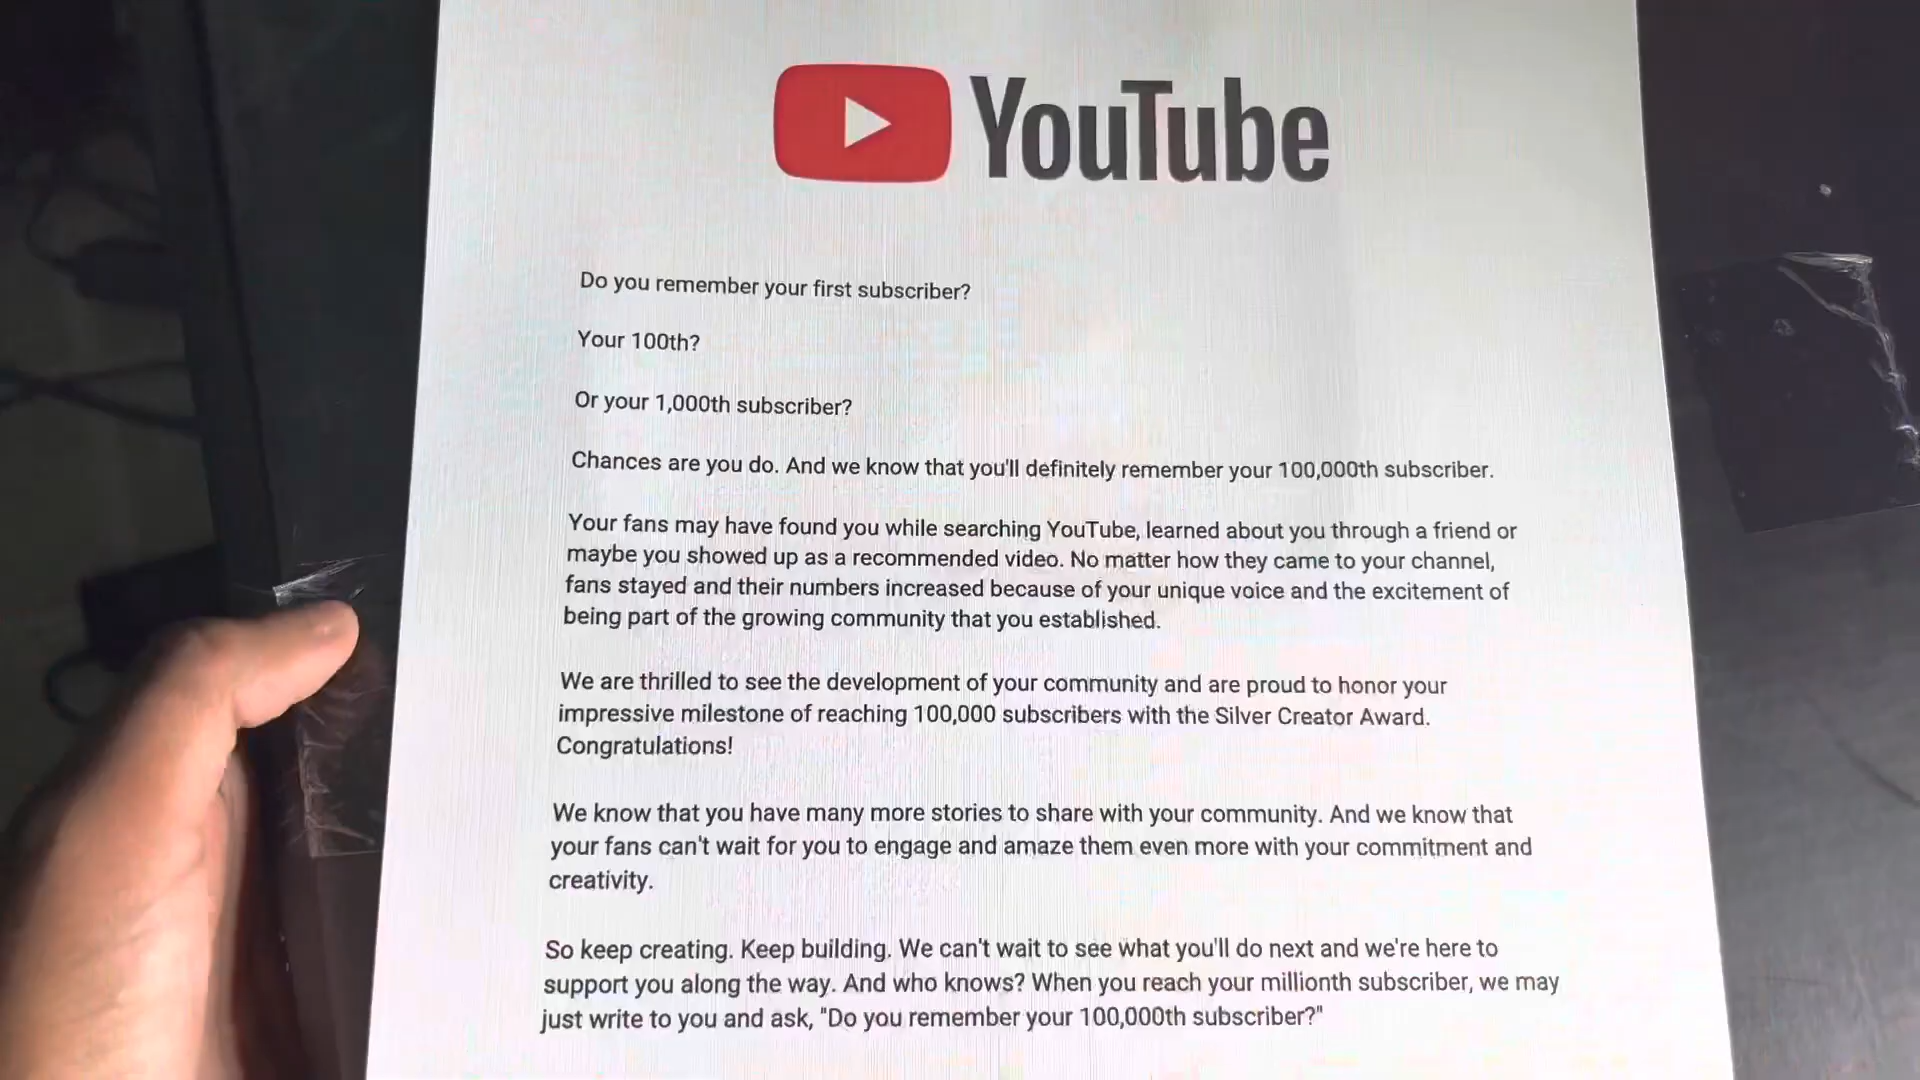 YouTube
Do you remember your first subscriber?
Your 100th?
Or your 1,000th subscriber?
Chances are you do. And we know that you'll definitely remember your 100,000th subscriber.
Your fans may have found you while searching YouTube, learned about you through a friend or
maybe you showed up as a recommended video. No matter how they came to your channel,
fans stayed and their numbers increased because of your unique voice and the excitement of
being part of the growing community that you established.
We are thrilled to see the development of your community and are proud to honor your
impressive milestone of reaching 100,000 subscribers with the Silver Creator Award.
Congratulations!
We know that you have many more stories to share with your community. And we know that
your fans can't wait for you to engage and amaze them even more with your commitment and
creativity.
So keep creating. Keep building. We can't wait to see what you'll do next and we're here to
support you along the way. And who knows? When you reach your millionth subscriber, we may
just write to you and ask, "Do you remember your 100,000th subscriber?"